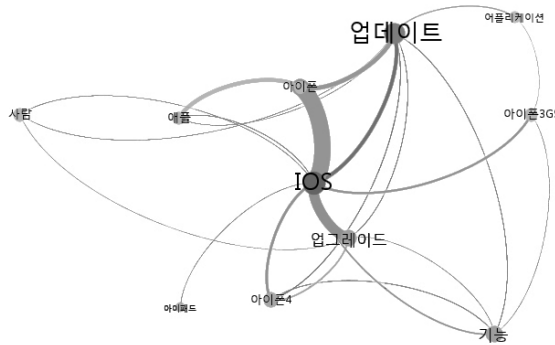 어플리케이션
업데이트
아이폰
사람
애플
아이폰3GS
IOS
업그레이드
아이폰4
아이패드
기능